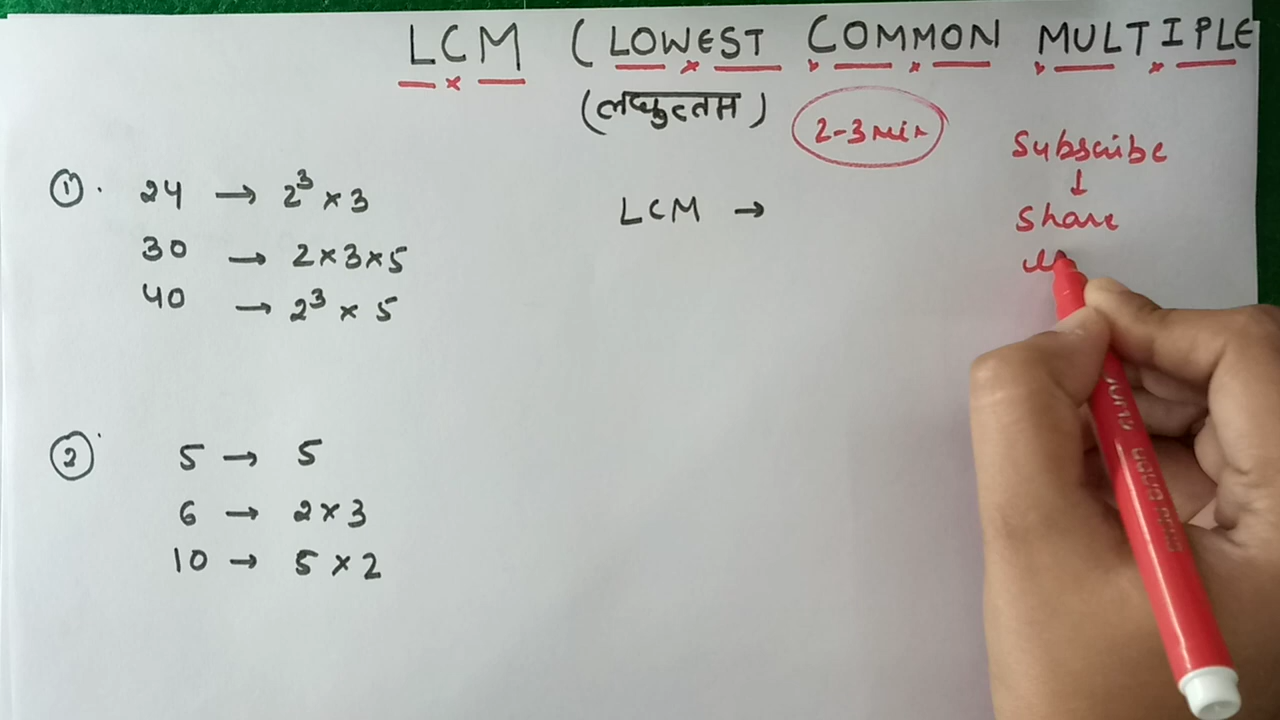 LCM (LOWEST COMMON MULTIPLE
(लघुत्तम)
2-3 Min
Subscribe
↓
Share
①. 24 → 2³ × 3
30 → 2×3×5
40 → 2³ × 5
LCM →
② 5 → 5
6 → 2×3
10 → 5×2